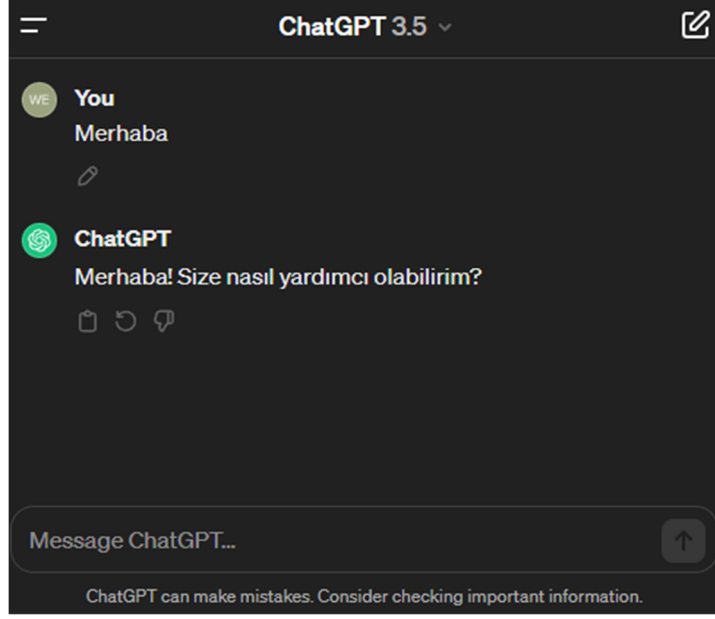 ChatGPT 3.5
WE
You
Merhaba
ChatGPT
Merhaba! Size nasıl yardımcı olabilirim?
Message ChatGPT...
ChatGPT can make mistakes. Consider checking important information.